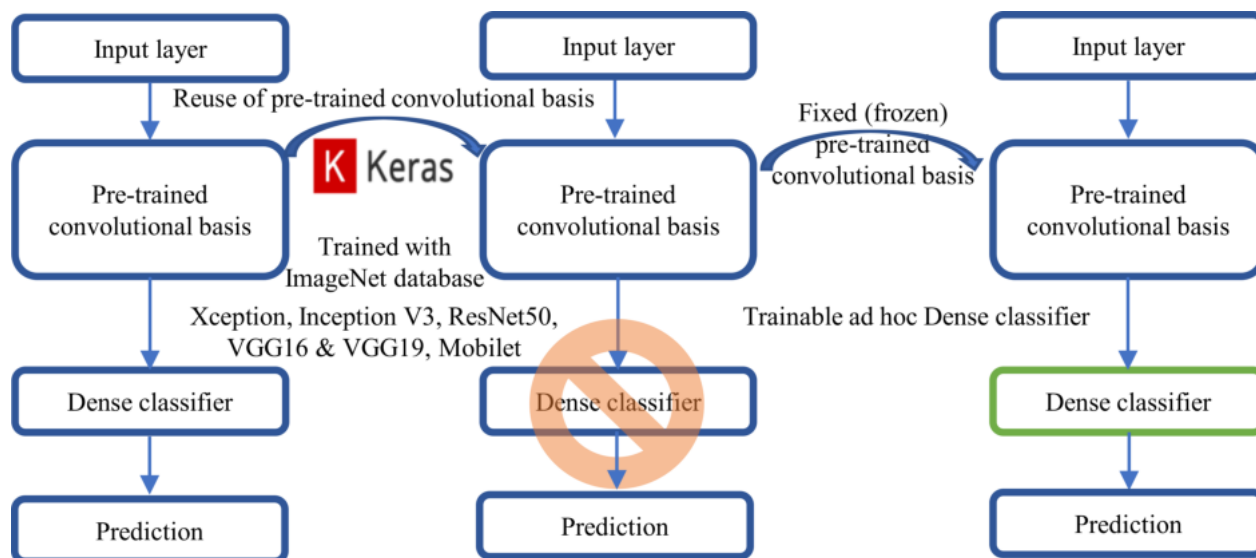 Input layer
Input layer
Input layer
Reuse of pre-trained convolutional basis
Fixed (frozen)
pre-trained
convolutional basis
K Keras
Pre-trained
convolutional basis
Pre-trained
convolutional basis
Pre-trained
convolutional basis
Trained with
ImageNet database
Xception, Inception V3, ResNet50,
VGG16 & VGG19, Mobilet
Trainable ad hoc Dense classifier
Dense classifier
Dense classifier
Dense classifier
Prediction
Prediction
Prediction